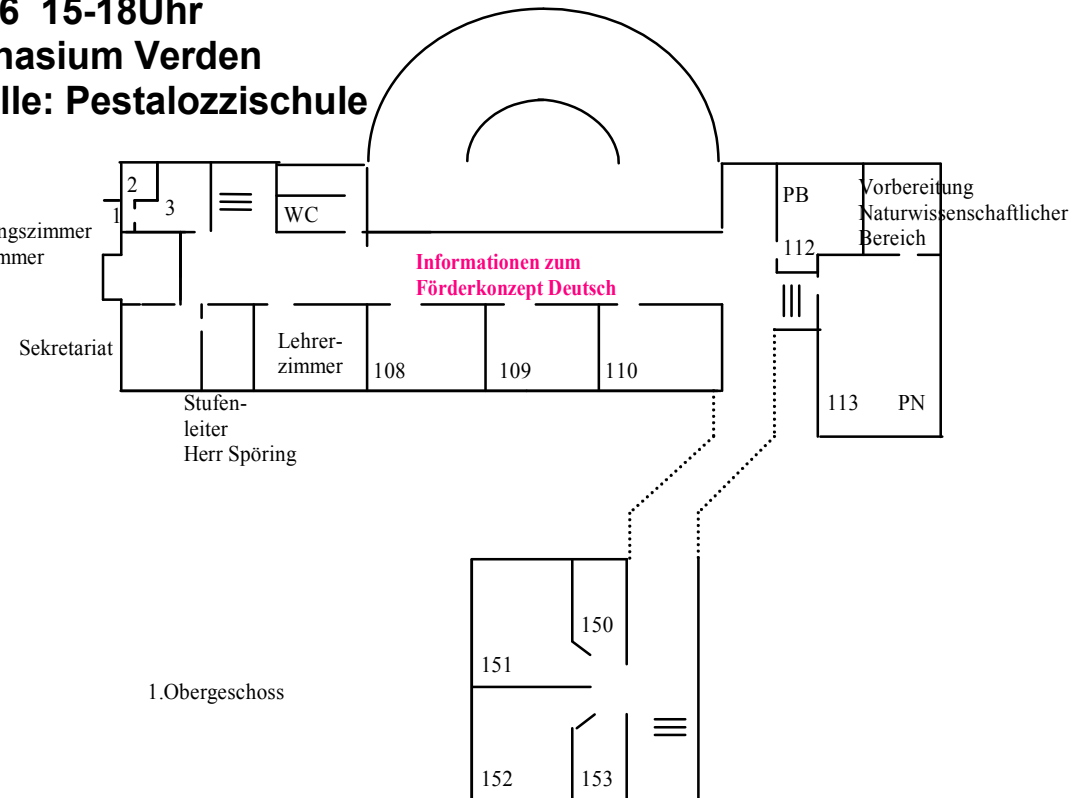 6 15-18Uhr
nasium Verden
lle: Pestalozzischule
2
1
3
WC
PB
Vorbereitung
Naturwissenschaftlicher
Bereich
ngszimmer
mmer
112
Informationen zum
Förderkonzept Deutsch
Sekretariat
Lehrer-
zimmer
108
109
110
113
PN
Stufen-
leiter
Herr Spöring
150
151
1.Obergeschoss
152
153